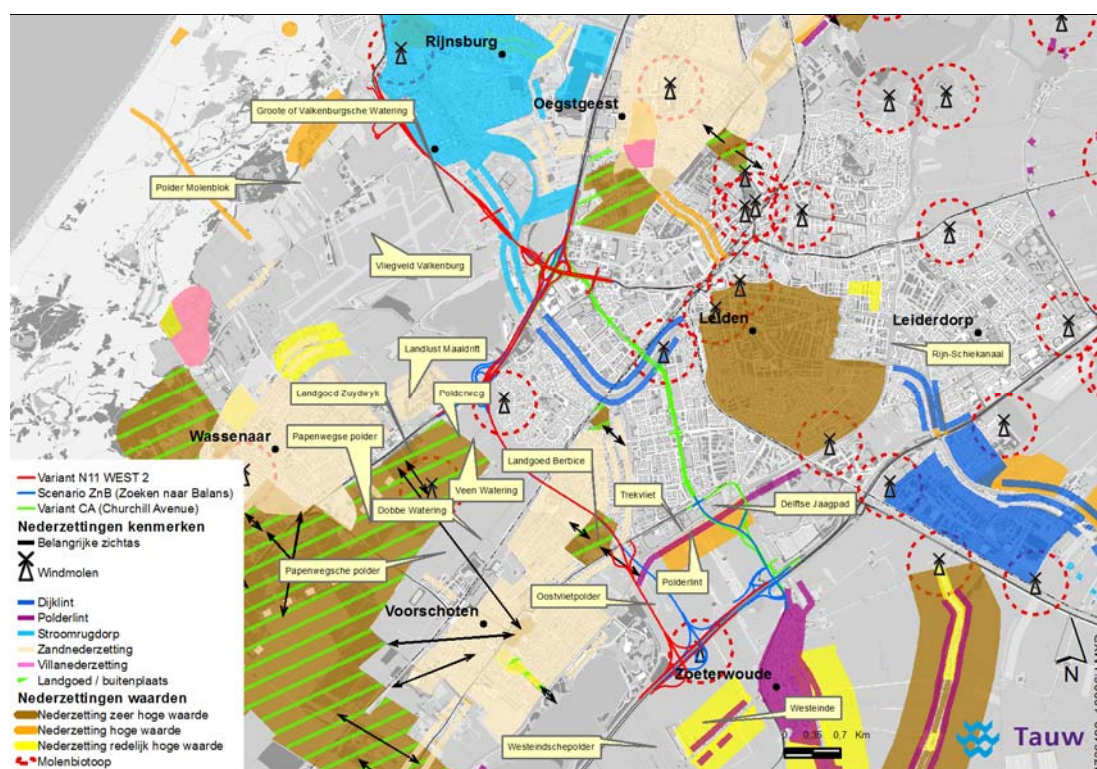 Rijnsburg
Groote of Valkenburgsche Watering
Oegstgeest
Polder Molenblok
Vliegveld Valkenburg
Leiden
Leiderdorp
Rijn-Schiekanaal
Landlust Maaldrift
Landgoed Zuydwyk
Polderweg
Papenwegse polder
Wassenaar
Landgoed Berbice
Veen Watering
Trekvliet
Delftse Jaagpad
Dobbe Watering
Papenwegsche polder
Polderlint
Oostvlietpolder
Voorschoten
Zoeterwoude
Westeinde
Westeindschepolder
Variant N11 WEST 2
Scenario ZnB (Zoeken naar Balans)
Variant CA (Churchill Avenue)
Nederzettingen kenmerken
Belangrijke zichtas
Windmolen
Dijklint
Polderlint
Stroomrugdorp
Zandnederzetting
Villanederzetting
Landgoed / buitenplaats
Nederzettingen waarden
Nederzetting zeer hoge waarde
Nederzetting hoge waarde
Nederzetting redelijk hoge waarde
Molenbiotoop
0 0,35 0,7 Km
N
Tauw